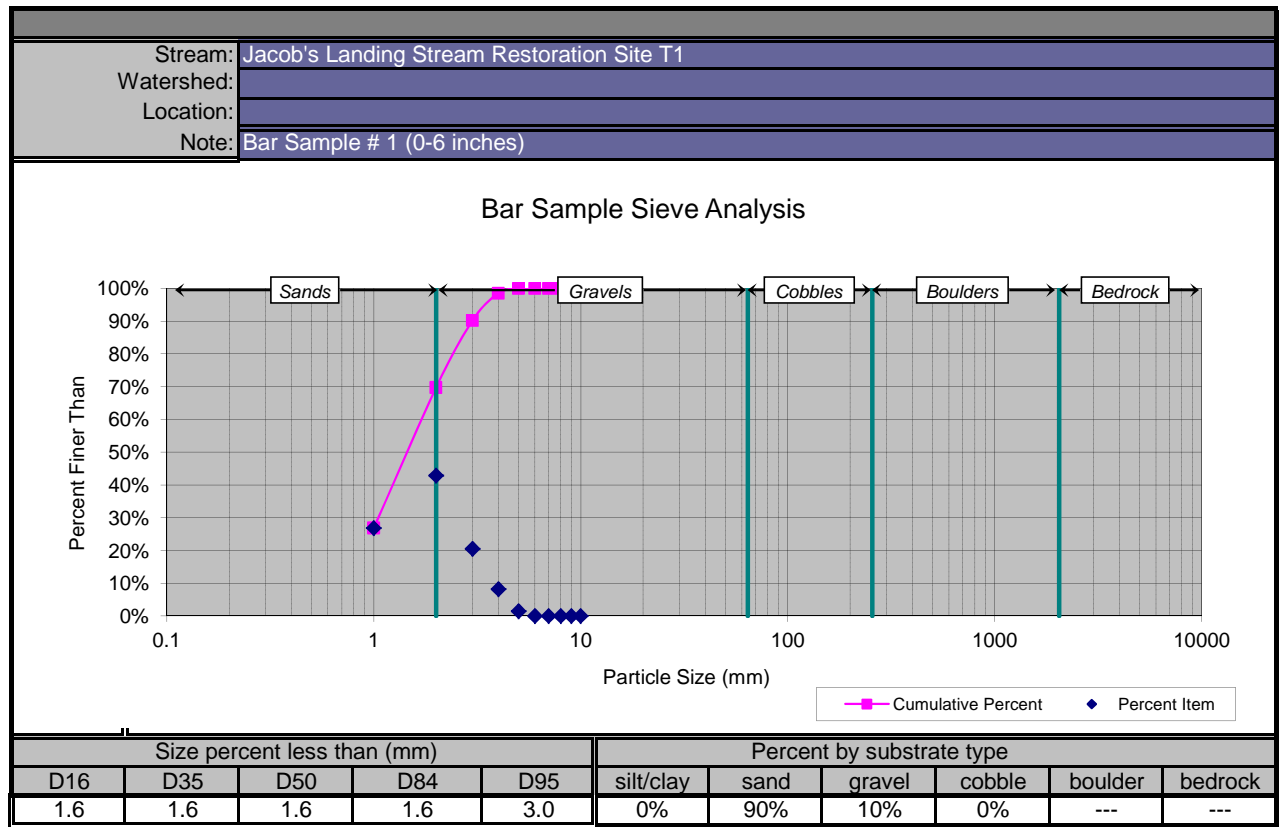 Stream: Jacob's Landing Stream Restoration Site T1
Watershed:
Location:
Note: Bar Sample # 1 (0-6 inches)
Bar Sample Sieve Analysis
Sands Gravels Cobbles Boulders Bedrock
100%
90%
80%
70%
60%
50%
40%
30%
20%
10%
0%
Percent Finer Than
0.1 1 10 100 1000 10000
Particle Size (mm)
Cumulative Percent Percent Item
Size percent less than (mm) Percent by substrate type
D16 D35 D50 D84 D95 silt/clay sand gravel cobble boulder bedrock
1.6 1.6 1.6 1.6 3.0 0% 90% 10% 0% --- ---